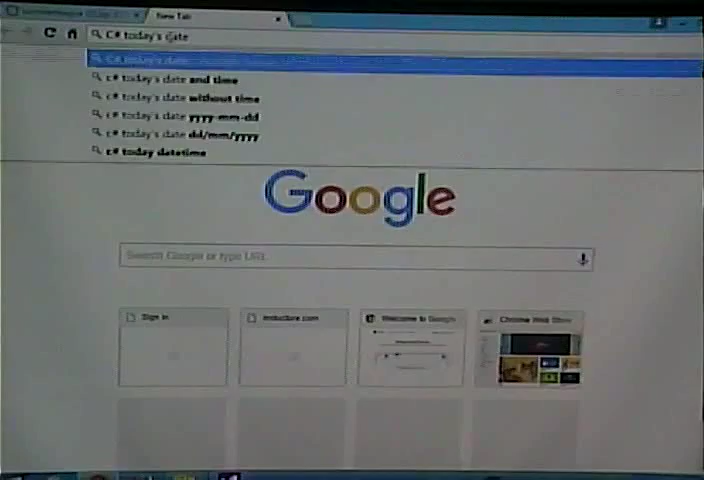 New Tab
C# today's date
C# today's date
c# today's date and time
c# today's date without time
c# today's date yyyy-mm-dd
c# today's date dd/mm/yyyy
c# today datetime
Google
Search Google or type URL
Sign in
Welcome to Google
Chrome Web Store